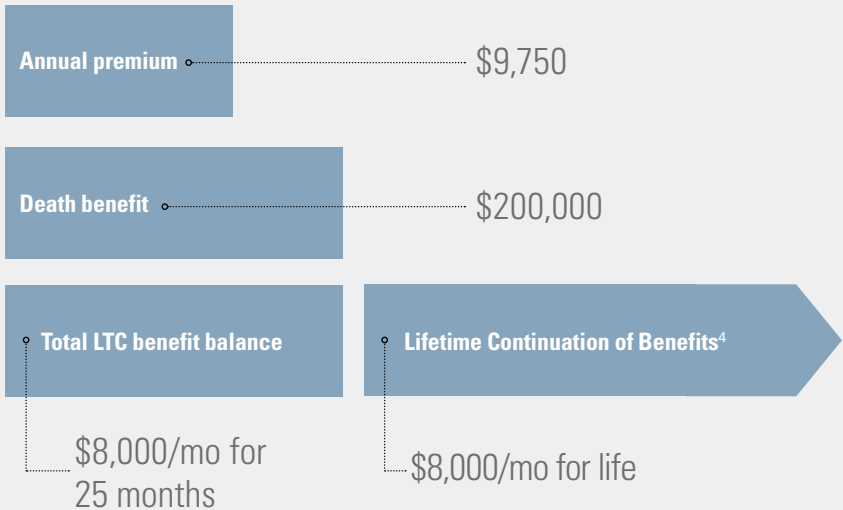 Annual premium
$9,750
Death benefit
$200,000
Total LTC benefit balance
Lifetime Continuation of Benefits4
$8,000/mo for
25 months
$8,000/mo for life